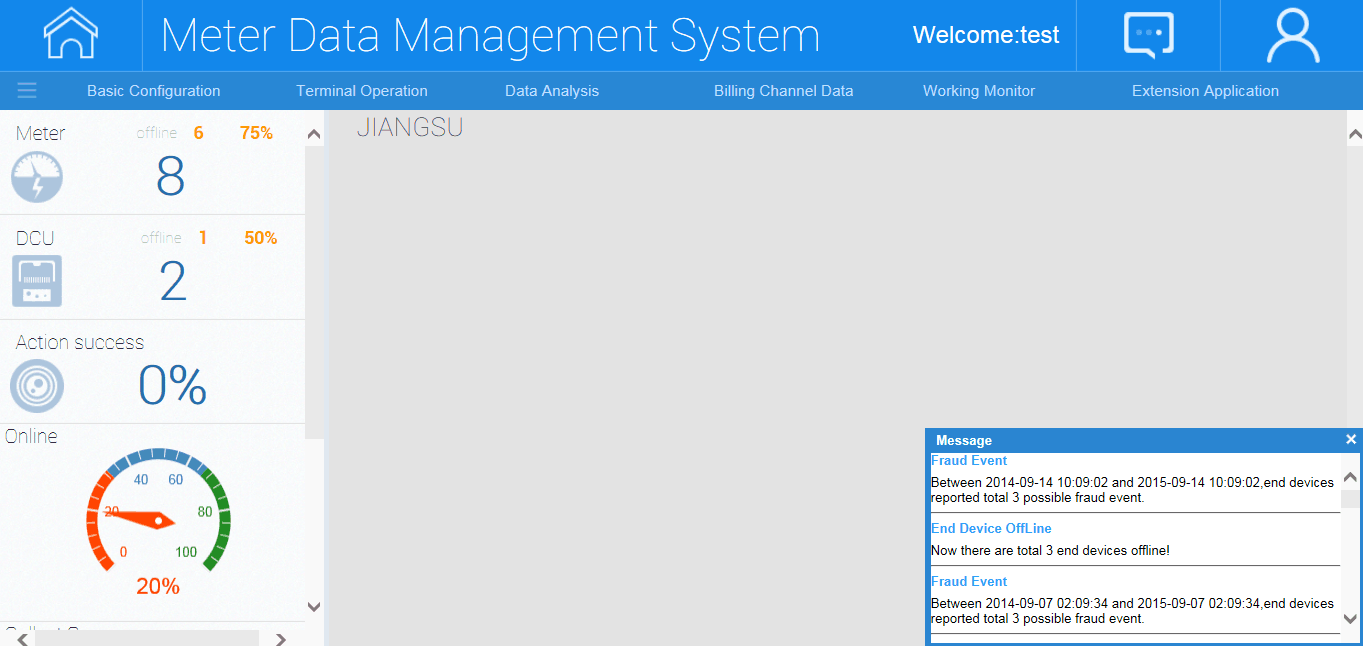 Meter Data Management System
Welcome:test
Basic Configuration
Terminal Operation
Data Analysis
Billing Channel Data
Working Monitor
Extension Application
Meter
offline 6 75%
8
DCU
offline 1 50%
2
Action success
0%
Online
40 60
20 80
0 100
20%
JIANGSU
Message
Fraud Event
Between 2014-09-14 10:09:02 and 2015-09-14 10:09:02,end devices
reported total 3 possible fraud event.
End Device OffLine
Now there are total 3 end devices offline!
Fraud Event
Between 2014-09-07 02:09:34 and 2015-09-07 02:09:34,end devices
reported total 3 possible fraud event.